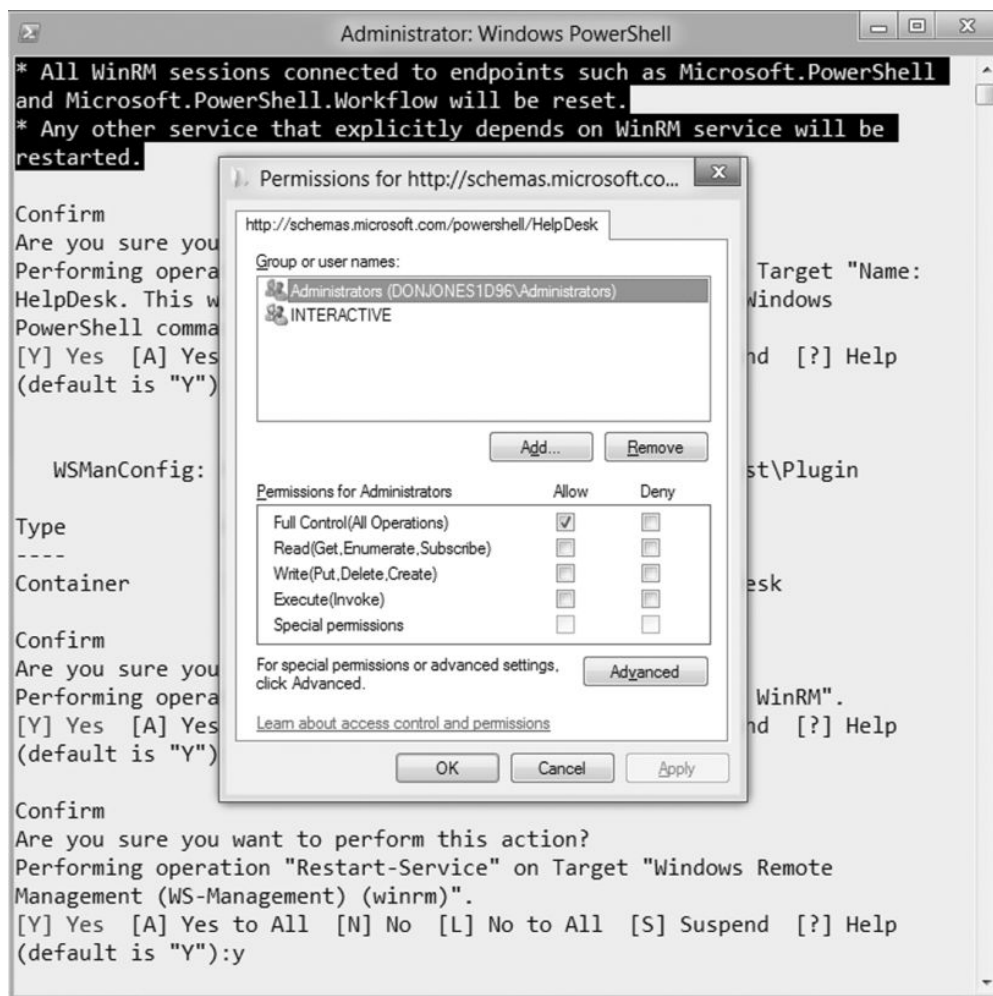 Administrator: Windows PowerShell
* All WinRM sessions connected to endpoints such as Microsoft.PowerShell
and Microsoft.PowerShell.Workflow will be reset.
* Any other service that explicitly depends on WinRM service will be
restarted.
Confirm
Are you sure you
Performing opera Target "Name:
HelpDesk. This w Windows
PowerShell comma
[Y] Yes [A] Yes nd [?] Help
(default is "Y")
WSManConfig: st\Plugin
Type
----
Container esk
Confirm
Are you sure you
Performing opera WinRM".
[Y] Yes [A] Yes nd [?] Help
(default is "Y")
Confirm
Are you sure you want to perform this action?
Performing operation "Restart-Service" on Target "Windows Remote
Management (WS-Management) (winrm)".
[Y] Yes [A] Yes to All [N] No [L] No to All [S] Suspend [?] Help
(default is "Y"):y
Permissions for http://schemas.microsoft.co...
http://schemas.microsoft.com/powershell/HelpDesk
Group or user names:
Administrators (DONJONES1D96\Administrators)
INTERACTIVE
Add... Remove
Permissions for Administrators Allow Deny
Full Control(All Operations)
Read(Get,Enumerate,Subscribe)
Write(Put,Delete,Create)
Execute(Invoke)
Special permissions
For special permissions or advanced settings,
click Advanced.
Advanced
Learn about access control and permissions
OK Cancel Apply